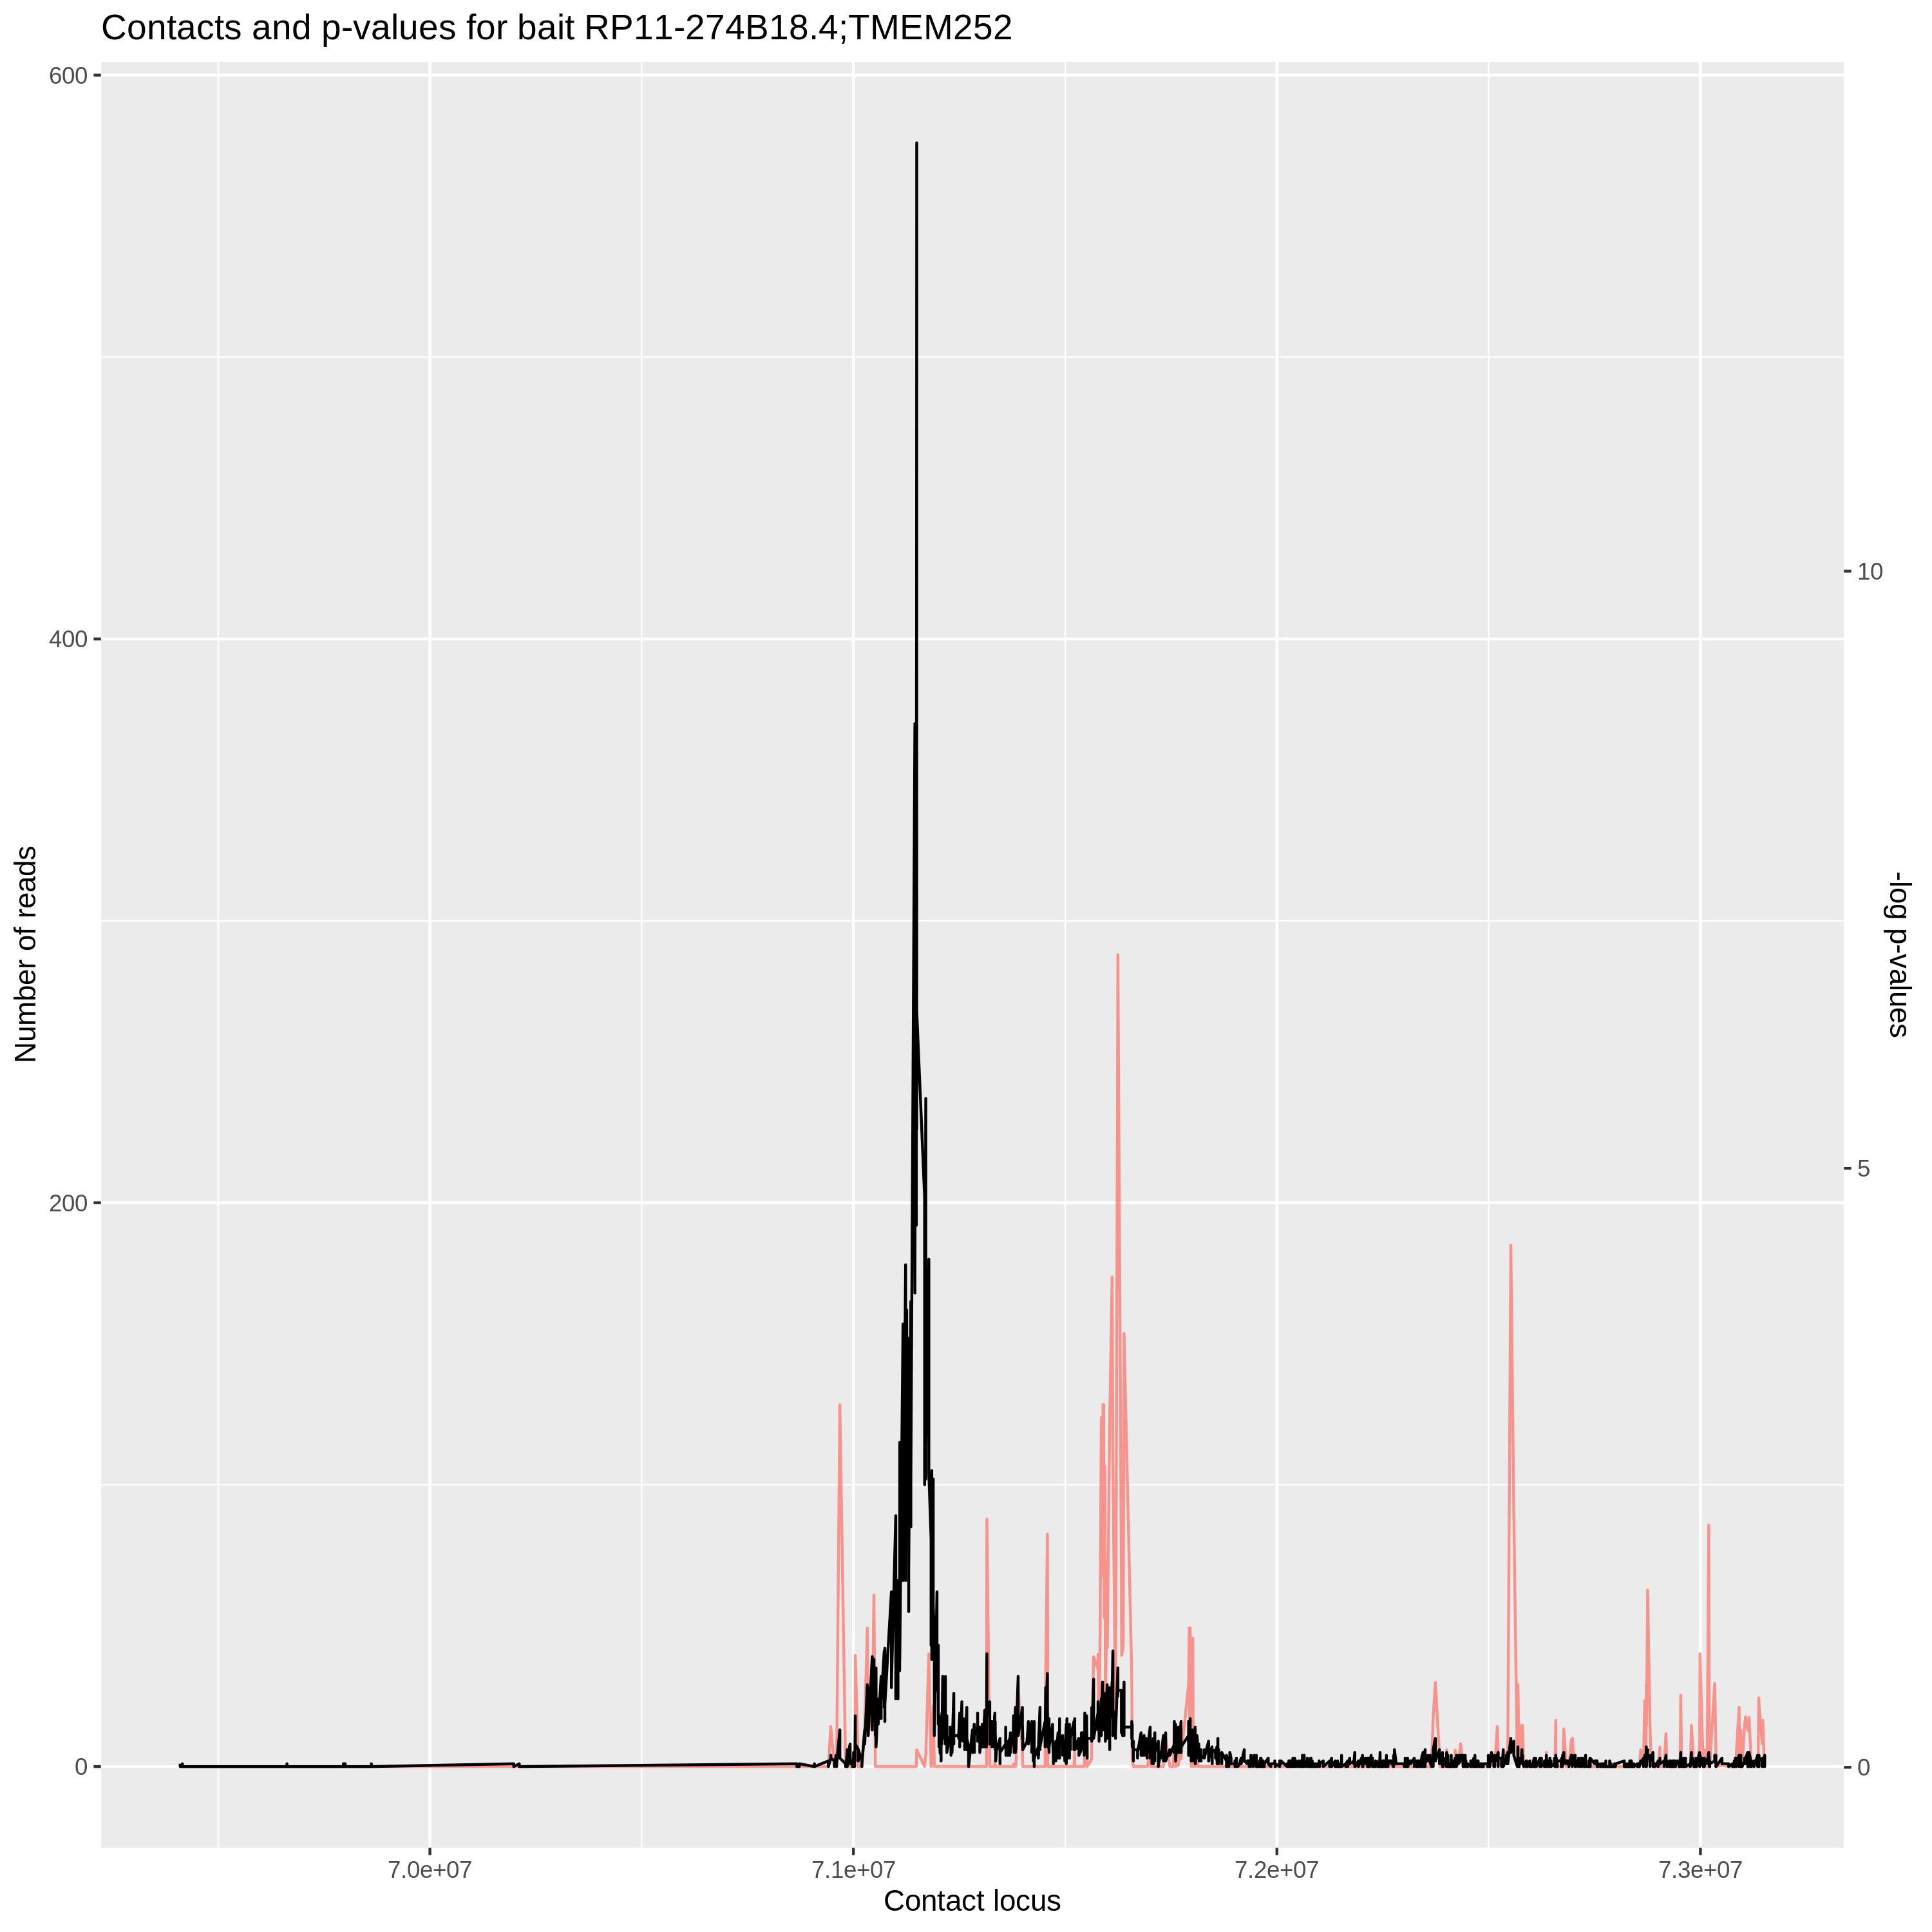 Contacts and p-values for bait RP11-274B18.4;TMEM252
600
400
200
0
Number of reads
10
5
0
-log p-values
7.0e+07
7.1e+07
7.2e+07
7.3e+07
Contact locus